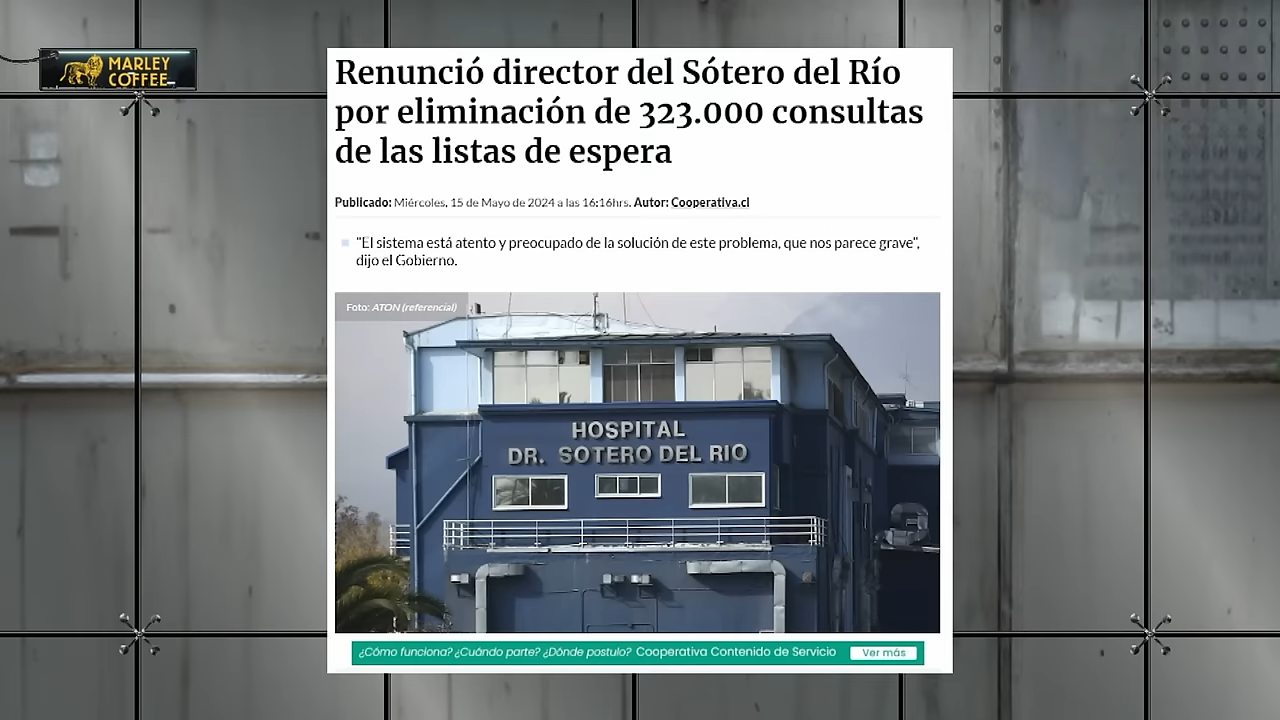 MARLEY
COFFEE
Renunció director del Sótero del Río
por eliminación de 323.000 consultas
de las listas de espera
Publicado: Miércoles, 15 de Mayo de 2024 a las 16:16hrs. Autor: Cooperativa.cl
"El sistema está atento y preocupado de la solución de este problema, que nos parece grave",
dijo el Gobierno.
Foto: ATON (referencial)
HOSPITAL
DR. SOTERO DEL RIO
¿Cómo funciona? ¿Cuándo parte? ¿Dónde postulo? Cooperativa Contenido de Servicio Ver más